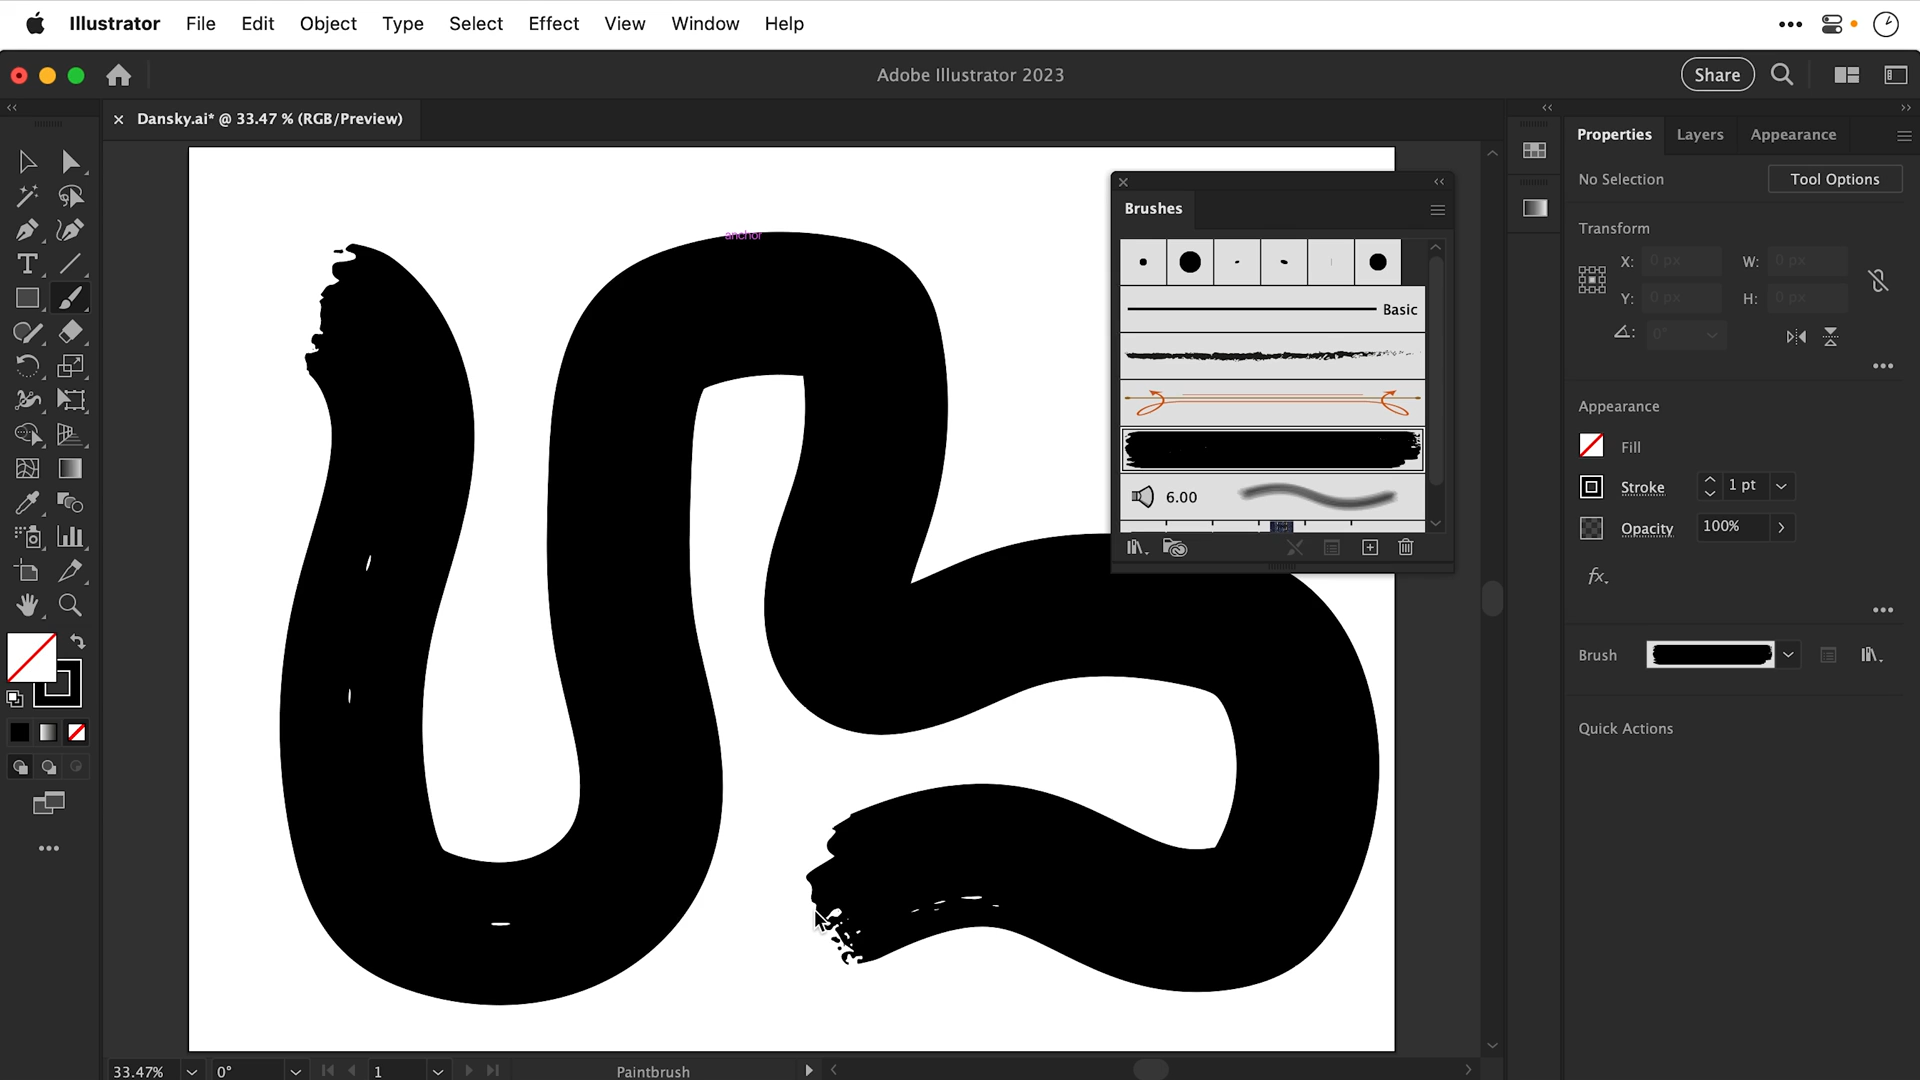 Illustrator File Edit Object Type Select Effect View Window Help
Adobe Illustrator 2023
Share
Dansky.ai* @ 33.47 % (RGB/Preview)
Properties Layers Appearance
No Selection
Tool Options
Transform
X: 0 px W: 0 px
Y: 0 px H: 0 px
0°
Appearance
Fill
Stroke 1 pt
Opacity 100%
fx.
Brush
Quick Actions
anchor
Brushes
Basic
6.00
33.47% 0° 1 Paintbrush